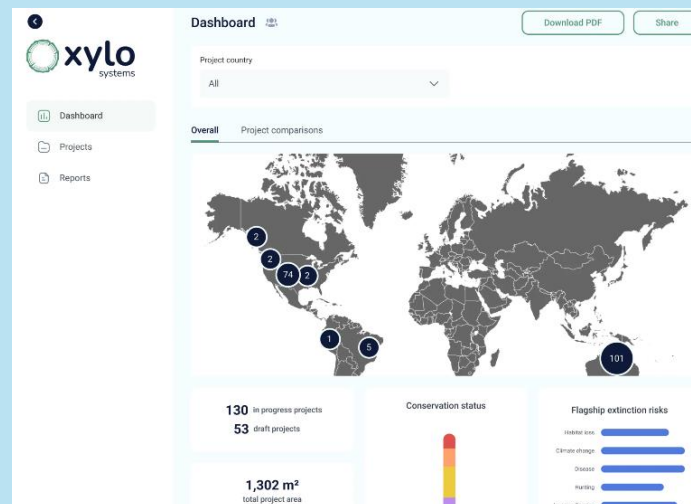 xylo
systems
Dashboard
Projects
Reports
Dashboard
Download PDF
Share
Project country
All
Overall
Project comparisons
2
2
74
2
1
5
101
130 in progress projects
53 draft projects
1,302 m²
total project area
Conservation status
Flagship extinction risks
Habitat loss
Climate change
Disease
Hunting